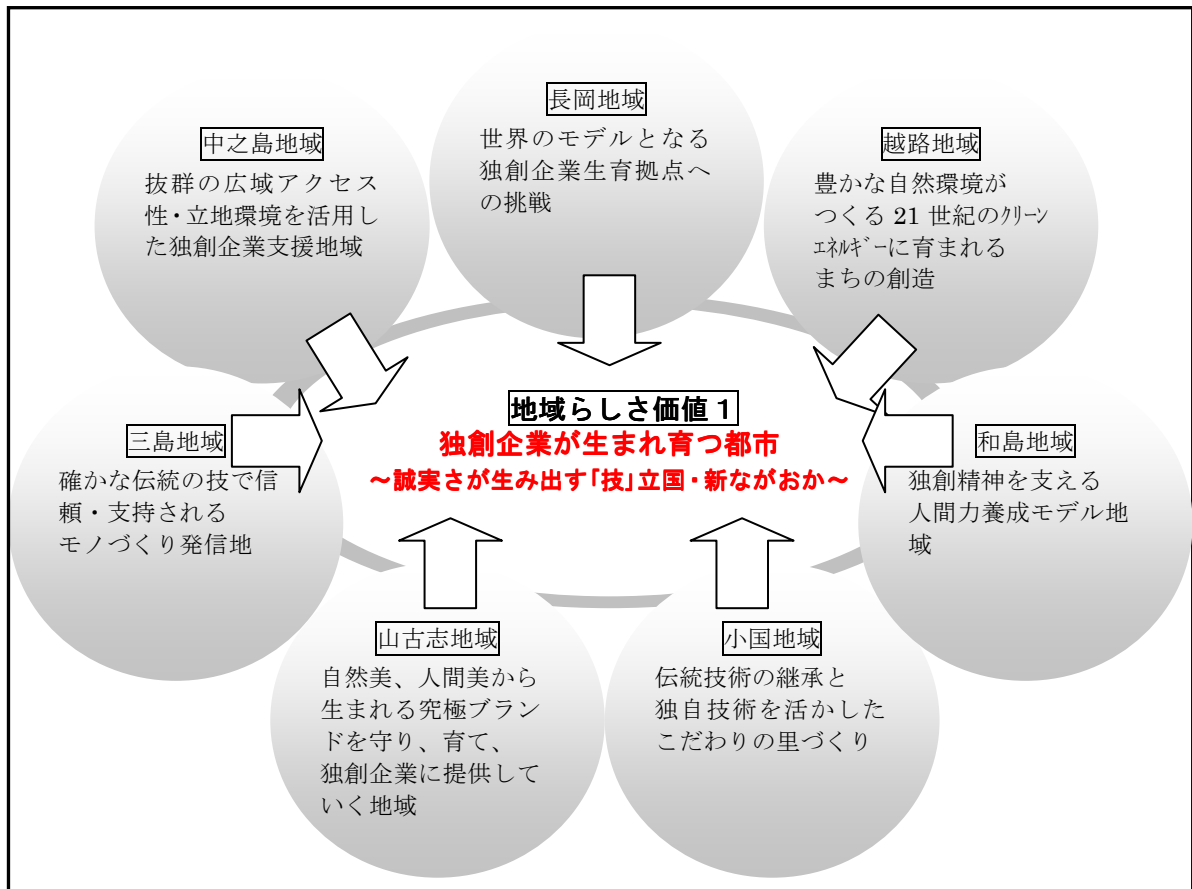 長岡地域
世界のモデルとなる
独創企業生育拠点へ
の挑戦
中之島地域
抜群の広域アクセス
性・立地環境を活用し
た独創企業支援地域
越路地域
豊かな自然環境が
つくる 21 世紀のｸﾘｰﾝ
ｴﾈﾙｷﾞｰに育まれる
まちの創造
地域らしさ価値１
独創企業が生まれ育つ都市
～誠実さが生み出す「技」立国・新ながおか～
三島地域
確かな伝統の技で信
頼・支持される
モノづくり発信地
和島地域
独創精神を支える
人間力養成モデル地
域
山古志地域
自然美、人間美から
生まれる究極ブラン
ドを守り、育て、
独創企業に提供して
いく地域
小国地域
伝統技術の継承と
独自技術を活かした
こだわりの里づくり